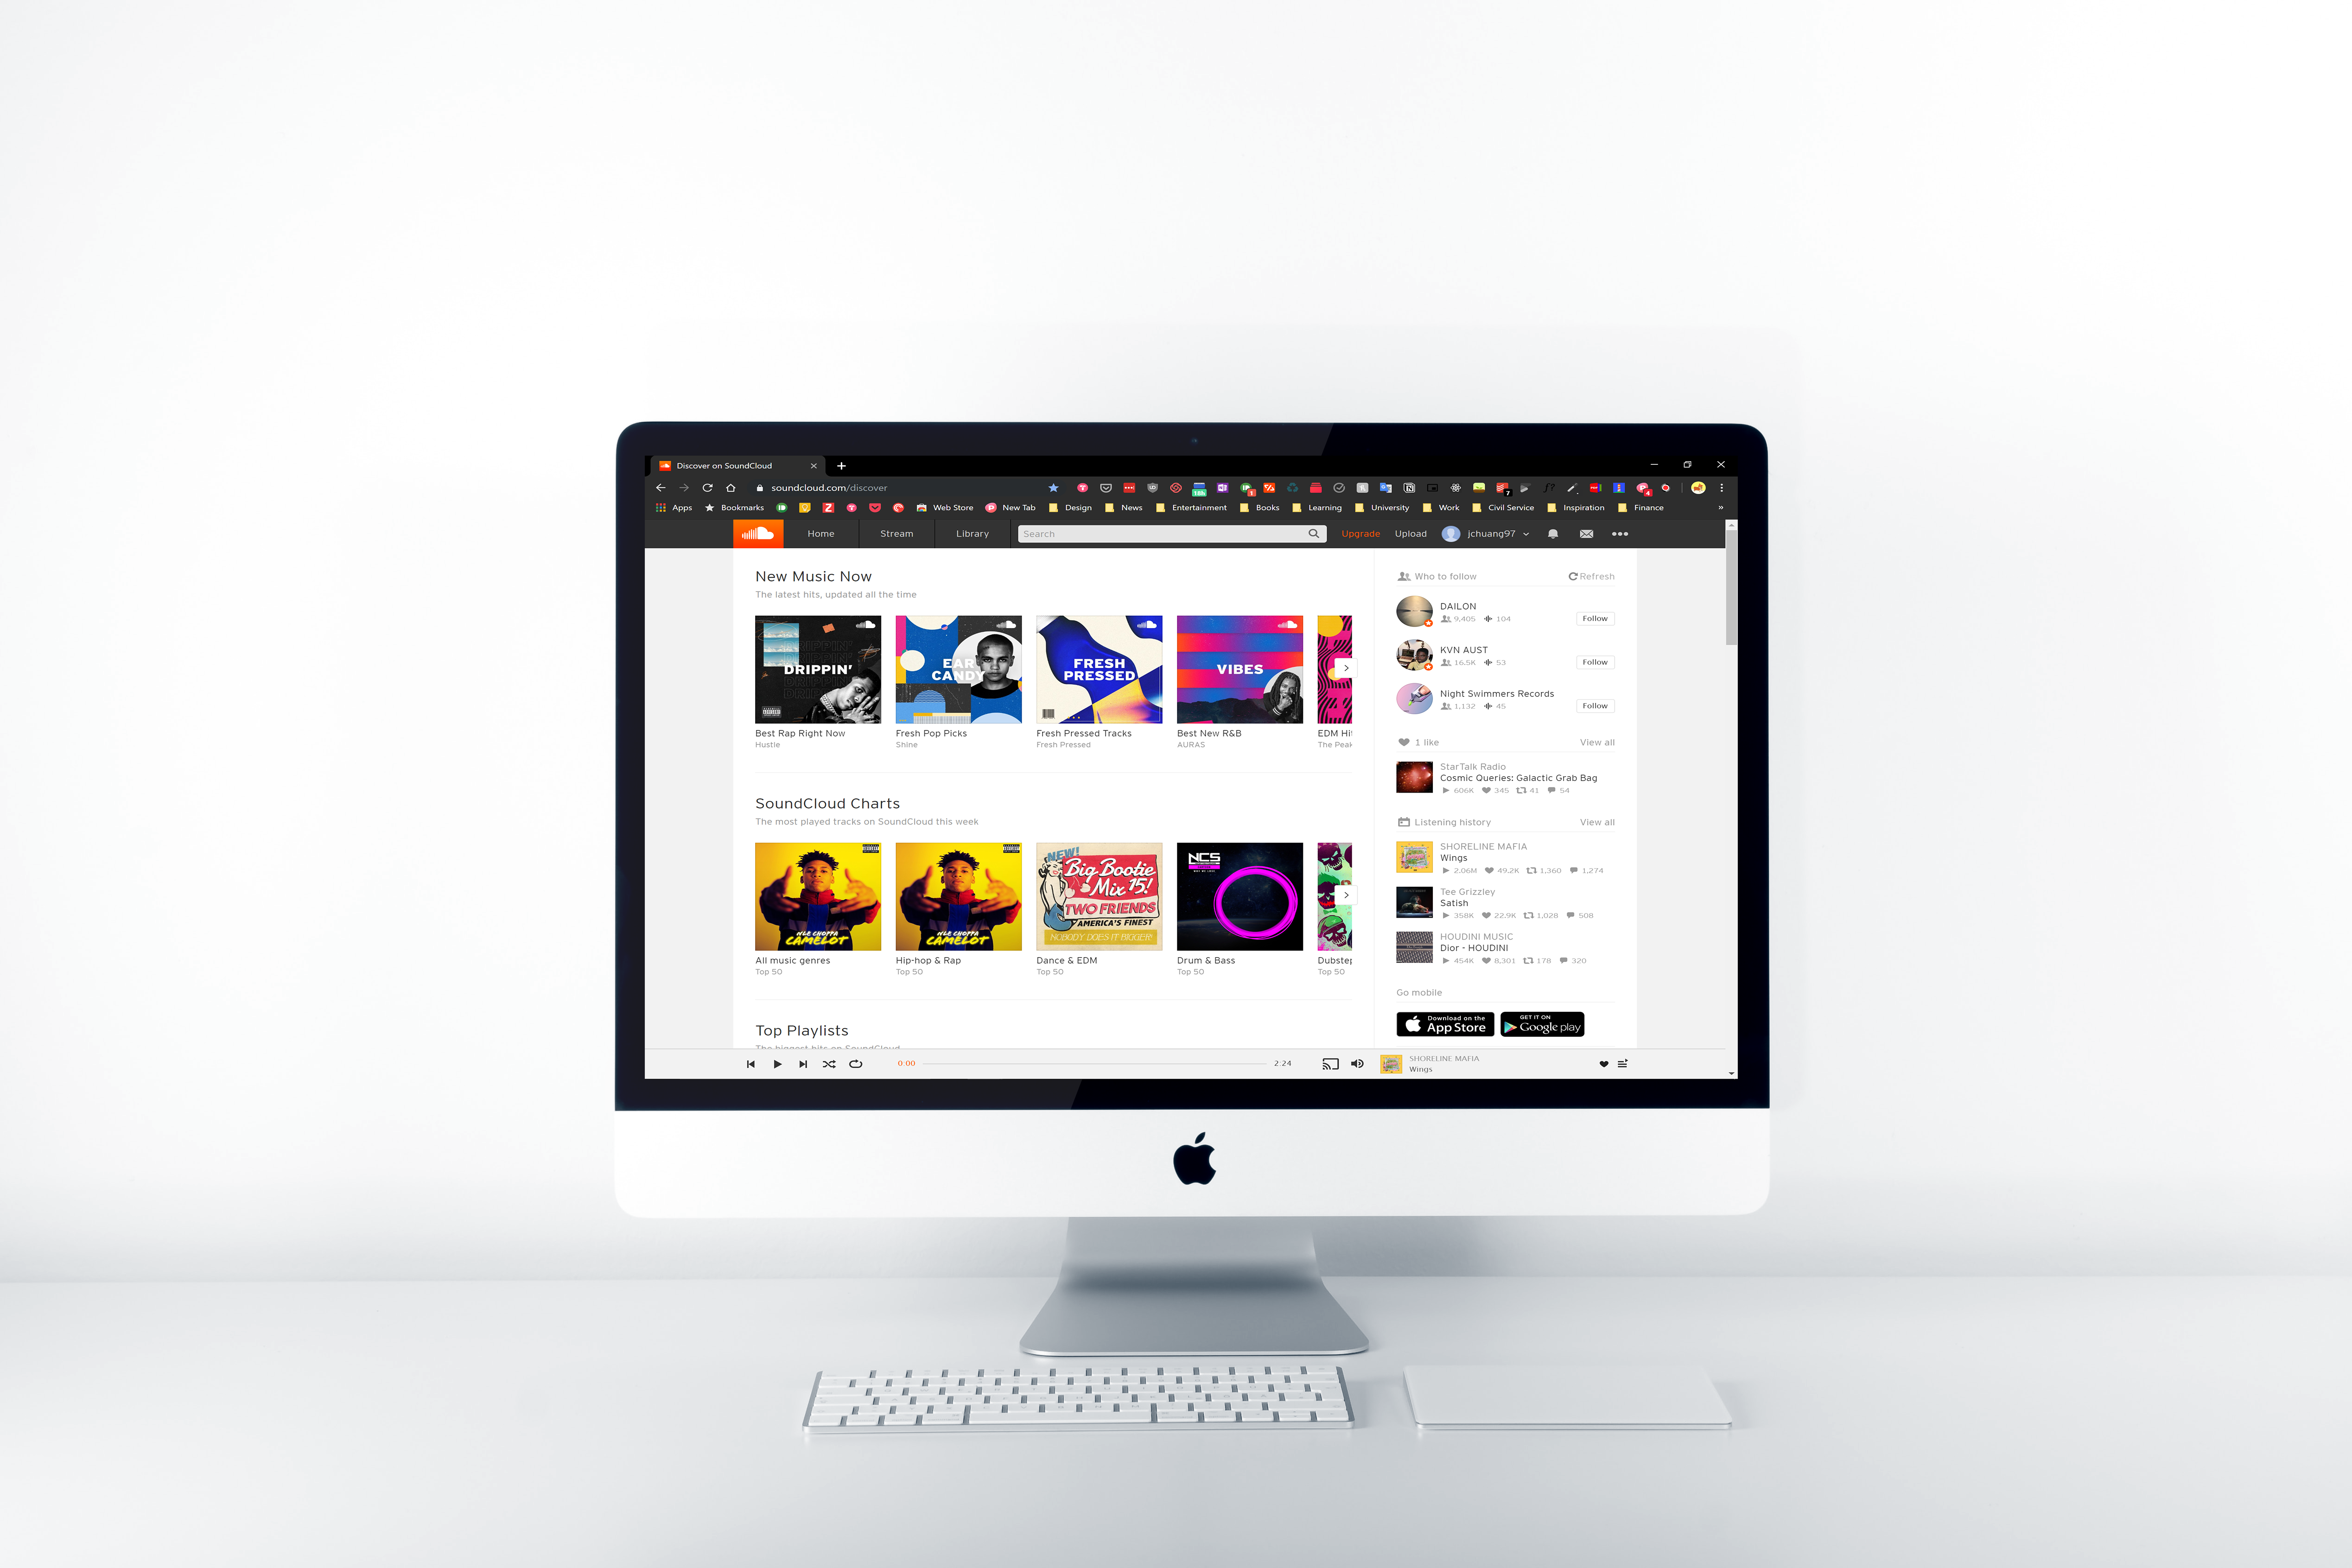 Discover on SoundCloud
soundcloud.com/discover
Apps Bookmarks Web Store New Tab Design News Entertainment Books Learning University Work Civil Service Inspiration Finance »
Home Stream Library Search Upgrade Upload jchuang97
New Music Now
The latest hits, updated all the time
DRIPPIN'
EAR
CANDY
FRESH
PRESSED
VIBES
Best Rap Right Now
Hustle
Fresh Pop Picks
Shine
Fresh Pressed Tracks
Fresh Pressed
Best New R&B
AURAS
EDM Hi
The Peak
SoundCloud Charts
The most played tracks on SoundCloud this week
NLE CHOPPA
CAMELOT
NLE CHOPPA
CAMELOT
NEW!
Big Bootie
Mix 15!
TWO FRIENDS
AMERICA'S FINEST
NOBODY DOES IT BIGGER!
NCS
All music genres
Top 50
Hip-hop & Rap
Top 50
Dance & EDM
Top 50
Drum & Bass
Top 50
Dubstep
Top 50
Top Playlists
The biggest hits on SoundCloud
Who to follow Refresh
DAILON
9,405 104
Follow
KVN AUST
16.5K 53
Follow
Night Swimmers Records
1,132 45
Follow
1 like View all
StarTalk Radio
Cosmic Queries: Galactic Grab Bag
606K 345 41 54
Listening history View all
SHORELINE MAFIA
Wings
2.06M 49.2K 1,360 1,274
Tee Grizzley
Satish
358K 22.9K 1,028 508
HOUDINI MUSIC
Dior - HOUDINI
454K 8,301 178 320
Go mobile
Download on the
App Store
GET IT ON
Google play
0:00 2:24
SHORELINE MAFIA
Wings